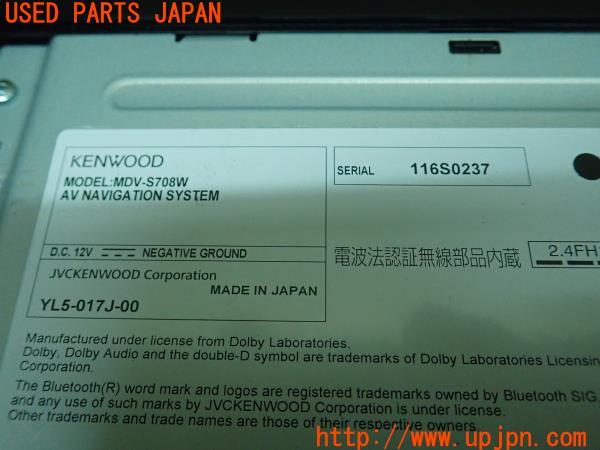 USED PARTS JAPAN
KENWOOD
MODEL:MDV-S708W
AV NAVIGATION SYSTEM
SERIAL 116S0237
D.C. 12V NEGATIVE GROUND
電波法認証無線部品内蔵 2.4FH
JVCKENWOOD Corporation
MADE IN JAPAN
YL5-017J-00
Manufactured under license from Dolby Laboratories.
Dolby, Dolby Audio and the double-D symbol are trademarks of Dolby Laboratories Licensing
Corporation.
The Bluetooth(R) word mark and logos are registered trademarks owned by Bluetooth SIG,
and any use of such marks by JVCKENWOOD Corporation is under license.
Other trademarks and trade names are those of their respective owners.
http://www.upjpn.com/